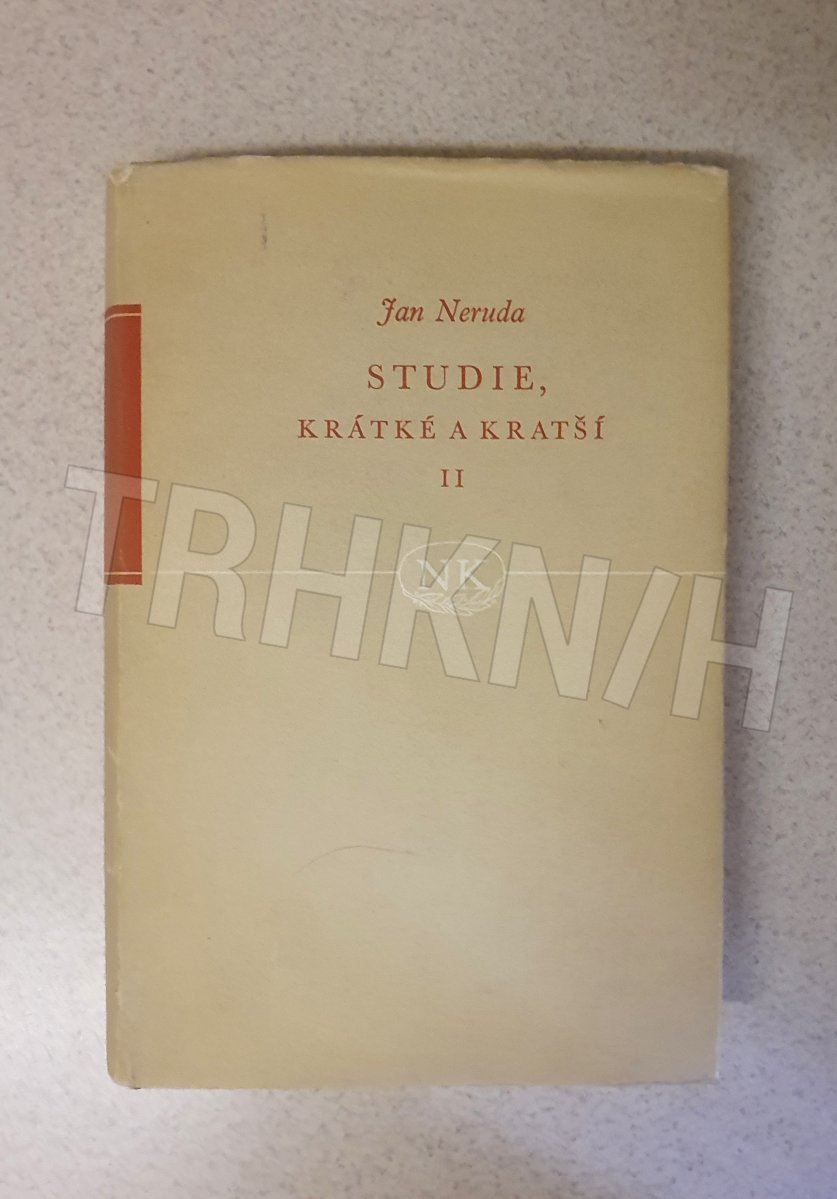 Jan Neruda
STUDIE,
KRÁTKÉ A KRATŠÍ
II
NK
TRHKNIH